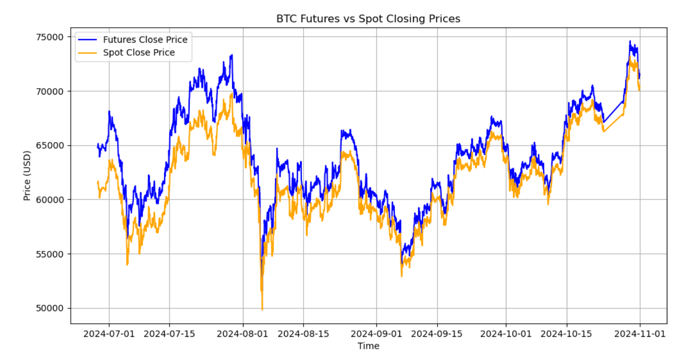 BTC Futures vs Spot Closing Prices
75000
Futures Close Price
Spot Close Price
70000
65000
60000
55000
50000
Price (USD)
2024-07-01 2024-07-15 2024-08-01 2024-08-15 2024-09-01 2024-09-15 2024-10-01 2024-10-15 2024-11-01
Time